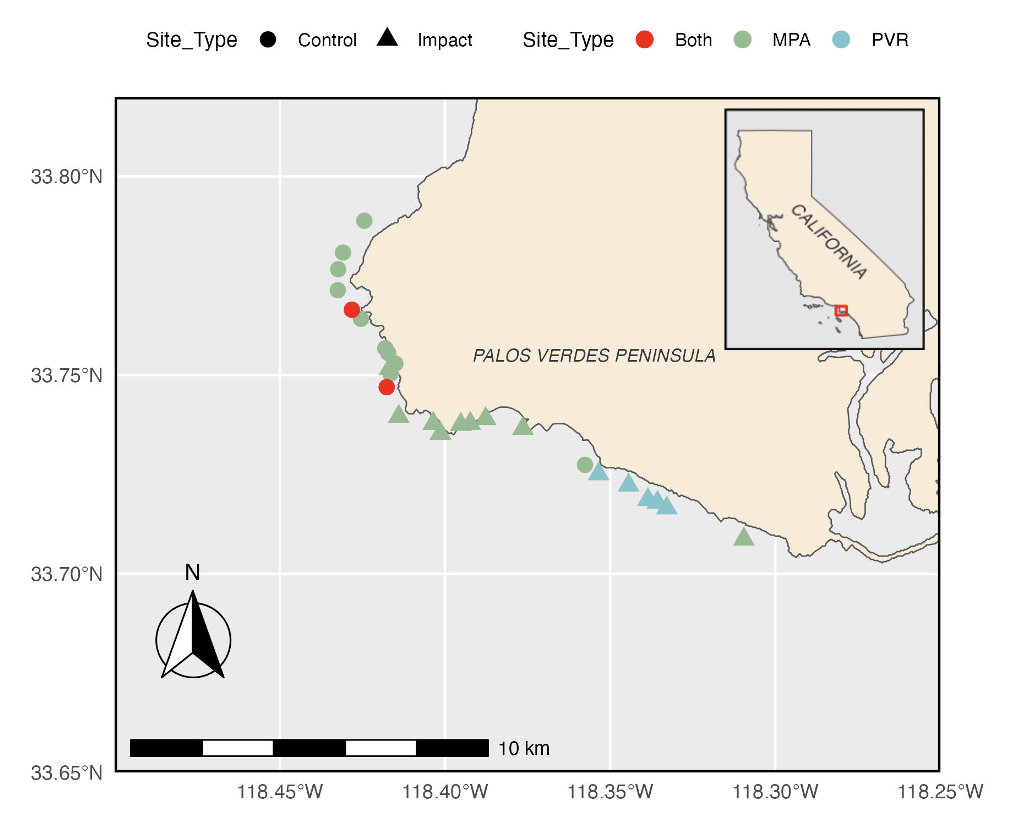 Site_Type Control Impact Site_Type Both MPA PVR
33.80°N
33.75°N
33.70°N
33.65°N
CALIFORNIA
PALOS VERDES PENINSULA
N
10 km
118.45°W 118.40°W 118.35°W 118.30°W 118.25°W